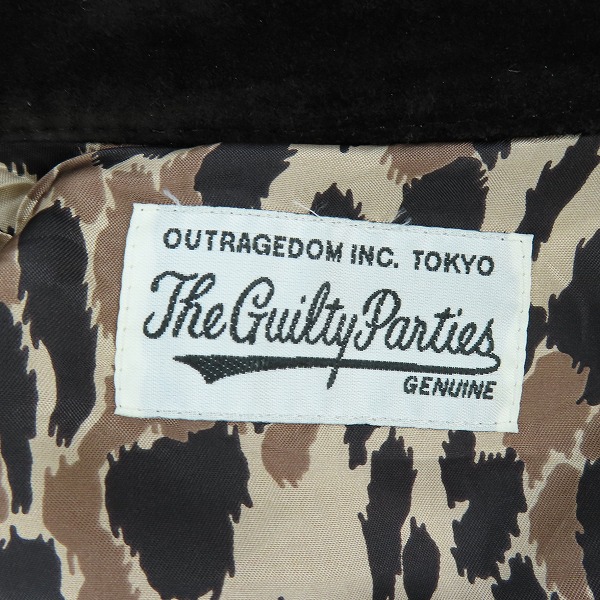 OUTRAGEDOM INC. TOKYO
The Guilty Parties
GENUINE